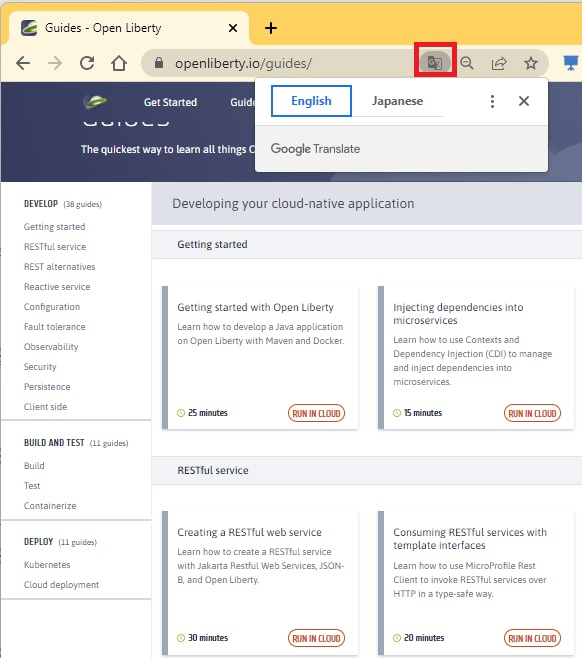 Guides - Open Liberty
openliberty.io/guides/
English
Japanese
Google Translate
Get Started
Guides
The quickest way to learn all things
DEVELOP (38 guides)
Getting started
RESTful service
REST alternatives
Reactive service
Configuration
Fault tolerance
Observability
Security
Persistence
Client side
BUILD AND TEST (11 guides)
Build
Test
Containerize
DEPLOY (11 guides)
Kubernetes
Cloud deployment
Developing your cloud-native application
Getting started
Getting started with Open Liberty
Learn how to develop a Java application
on Open Liberty with Maven and Docker.
25 minutes
RUN IN CLOUD
Injecting dependencies into
microservices
Learn how to use Contexts and
Dependency Injection (CDI) to manage
and inject dependencies into
microservices.
15 minutes
RUN IN CLOUD
RESTful service
Creating a RESTful web service
Learn how to create a RESTful service
with Jakarta Restful Web Services, JSON-
B, and Open Liberty.
30 minutes
RUN IN CLOUD
Consuming RESTful services with
template interfaces
Learn how to use MicroProfile Rest
Client to invoke RESTful services over
HTTP in a type-safe way.
20 minutes
RUN IN CLOUD